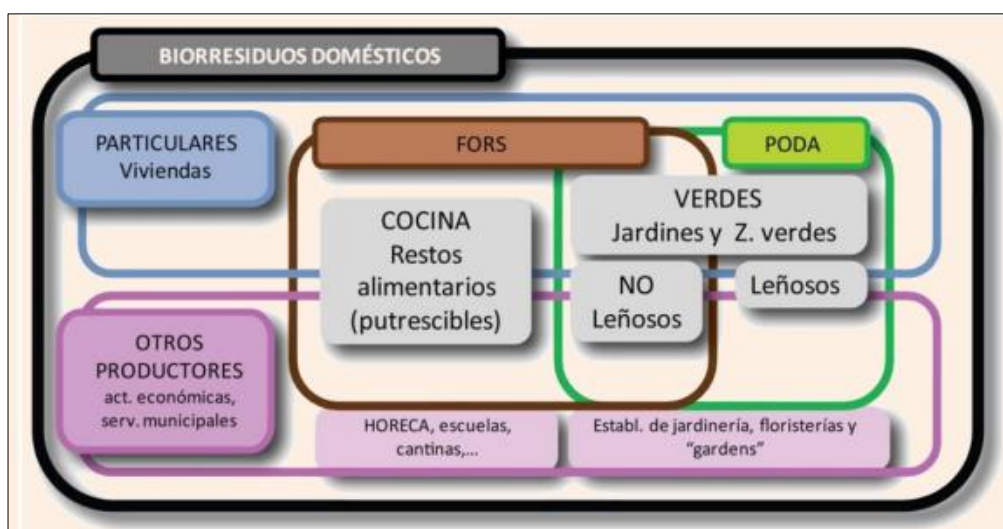 BIORRESIDUOS DOMÉSTICOS
PARTICULARES
Viviendas
FORS
PODA
COCINA
Restos
alimentarios
(putrescibles)
VERDES
Jardines y Z. verdes
NO
Leñosos
Leñosos
OTROS
PRODUCTORES
act. económicas,
serv. municipales
HORECA, escuelas,
cantinas,...
Establ. de jardinería, floristerías y
“gardens”